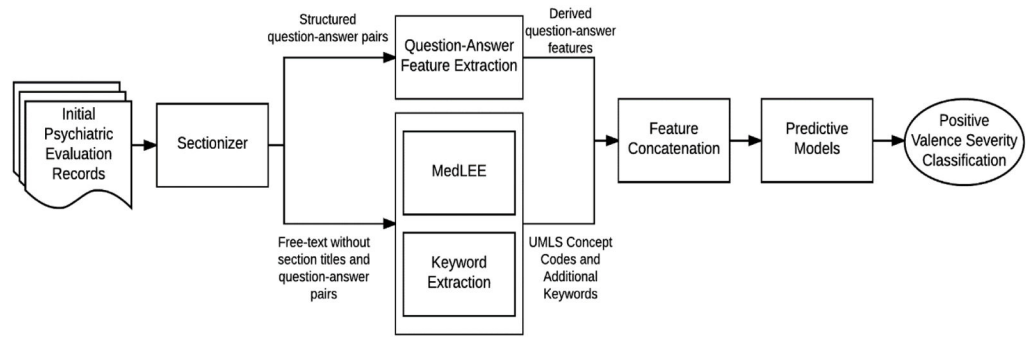 Initial
Psychiatric
Evaluation
Records
Sectionizer
Structured
question-answer pairs
Free-text without
section titles and
question-answer
pairs
Question-Answer
Feature Extraction
MedLEE
Keyword
Extraction
Derived
question-answer
features
UMLS Concept
Codes and
Additional
Keywords
Feature
Concatenation
Predictive
Models
Positive
Valence Severity
Classification